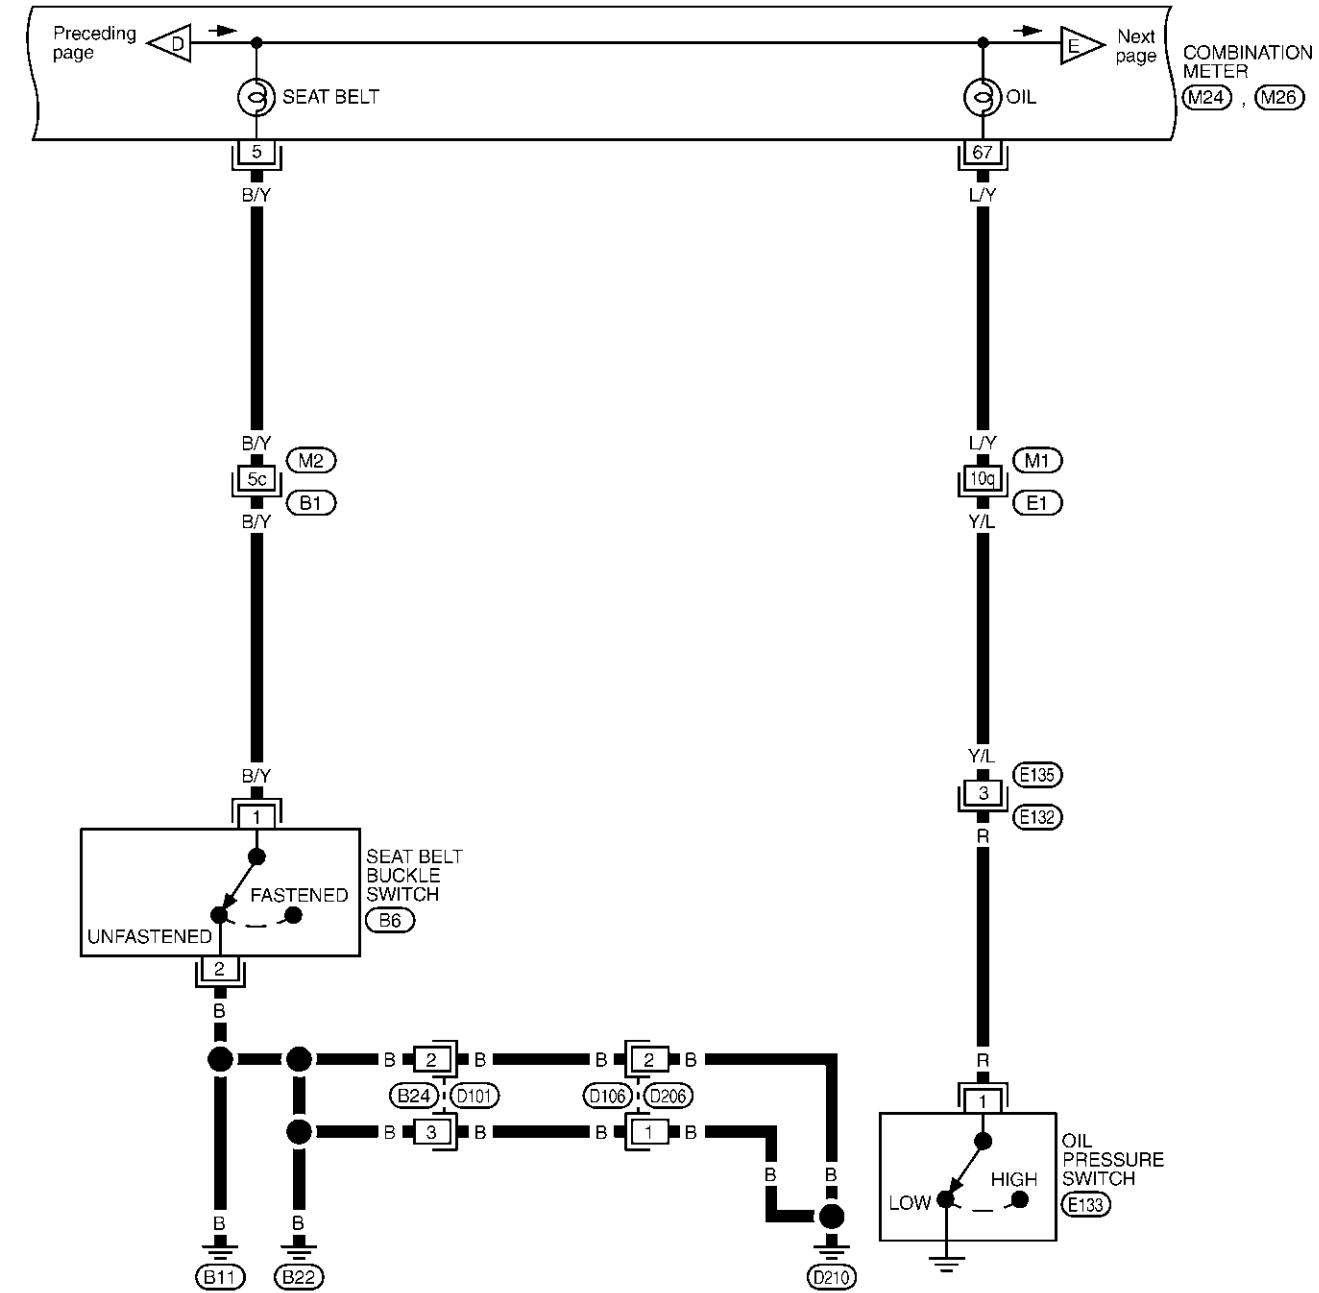 Preceding
page
D
E
Next
page
COMBINATION
METER
M24 , M26
SEAT BELT
OIL
5
67
B/Y
L/Y
B/Y
L/Y
M2
M1
5c
10q
B1
E1
B/Y
Y/L
Y/L
E135
B/Y
3
1
E132
R
SEAT BELT
BUCKLE
SWITCH
B6
FASTENED
UNFASTENED
2
B
B 2 B B 2 B
R
B24 D101 D106 D206
1
B 3 B B 1 B
OIL
PRESSURE
SWITCH
E133
HIGH
LOW
B B
B B
B11 B22 D210